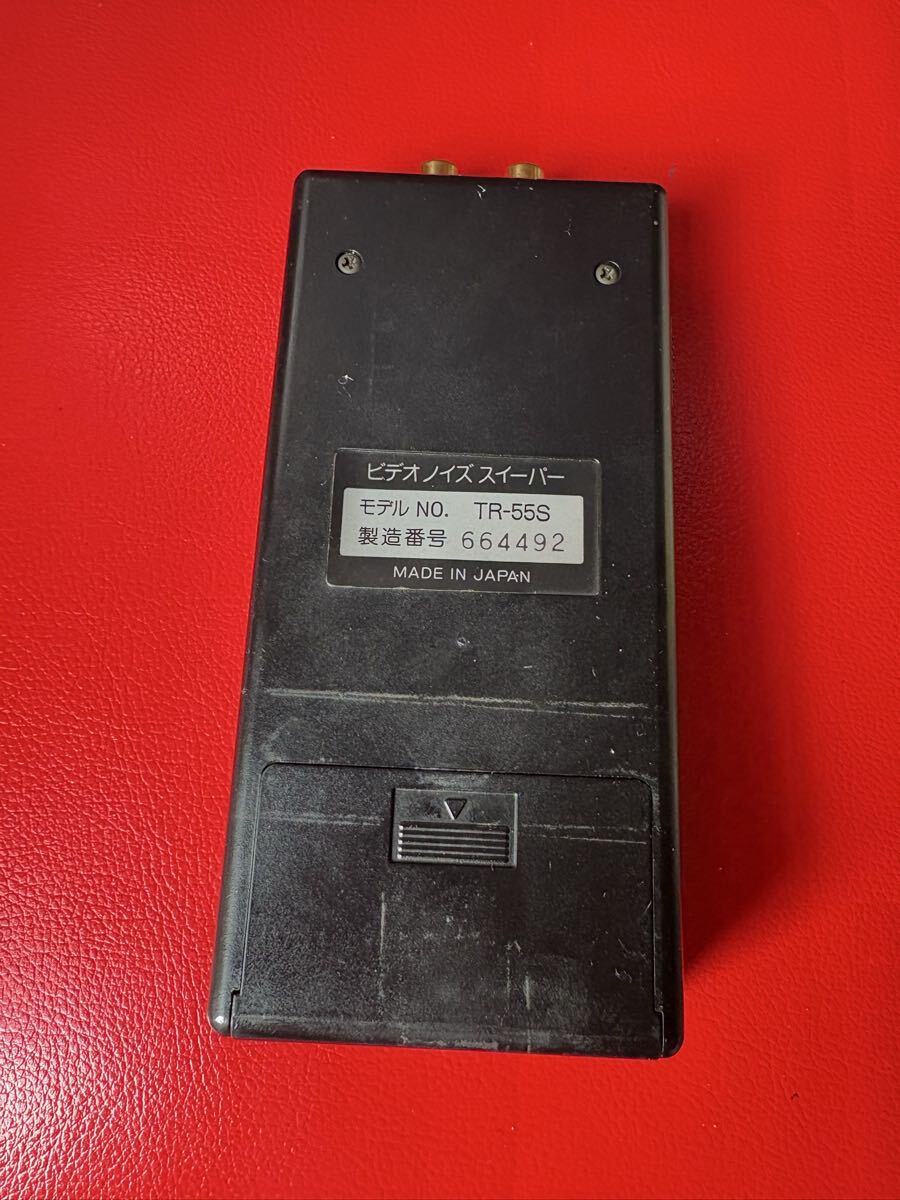 ビデオノイズスイーパー
モデル NO. TR-55S
製造番号 664492
MADE IN JAPAN